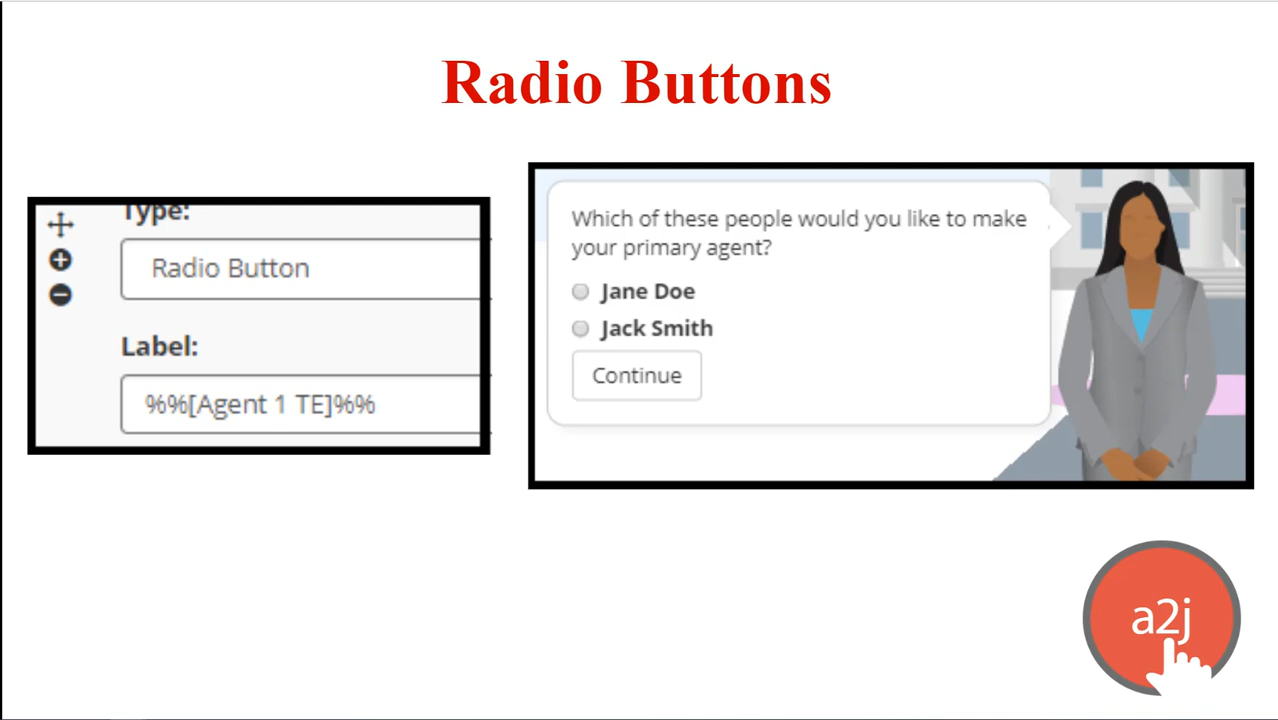 Radio Buttons
Type:
Radio Button
Label:
%%[Agent 1 TE]%%
Which of these people would you like to make
your primary agent?
Jane Doe
Jack Smith
Continue
a2j